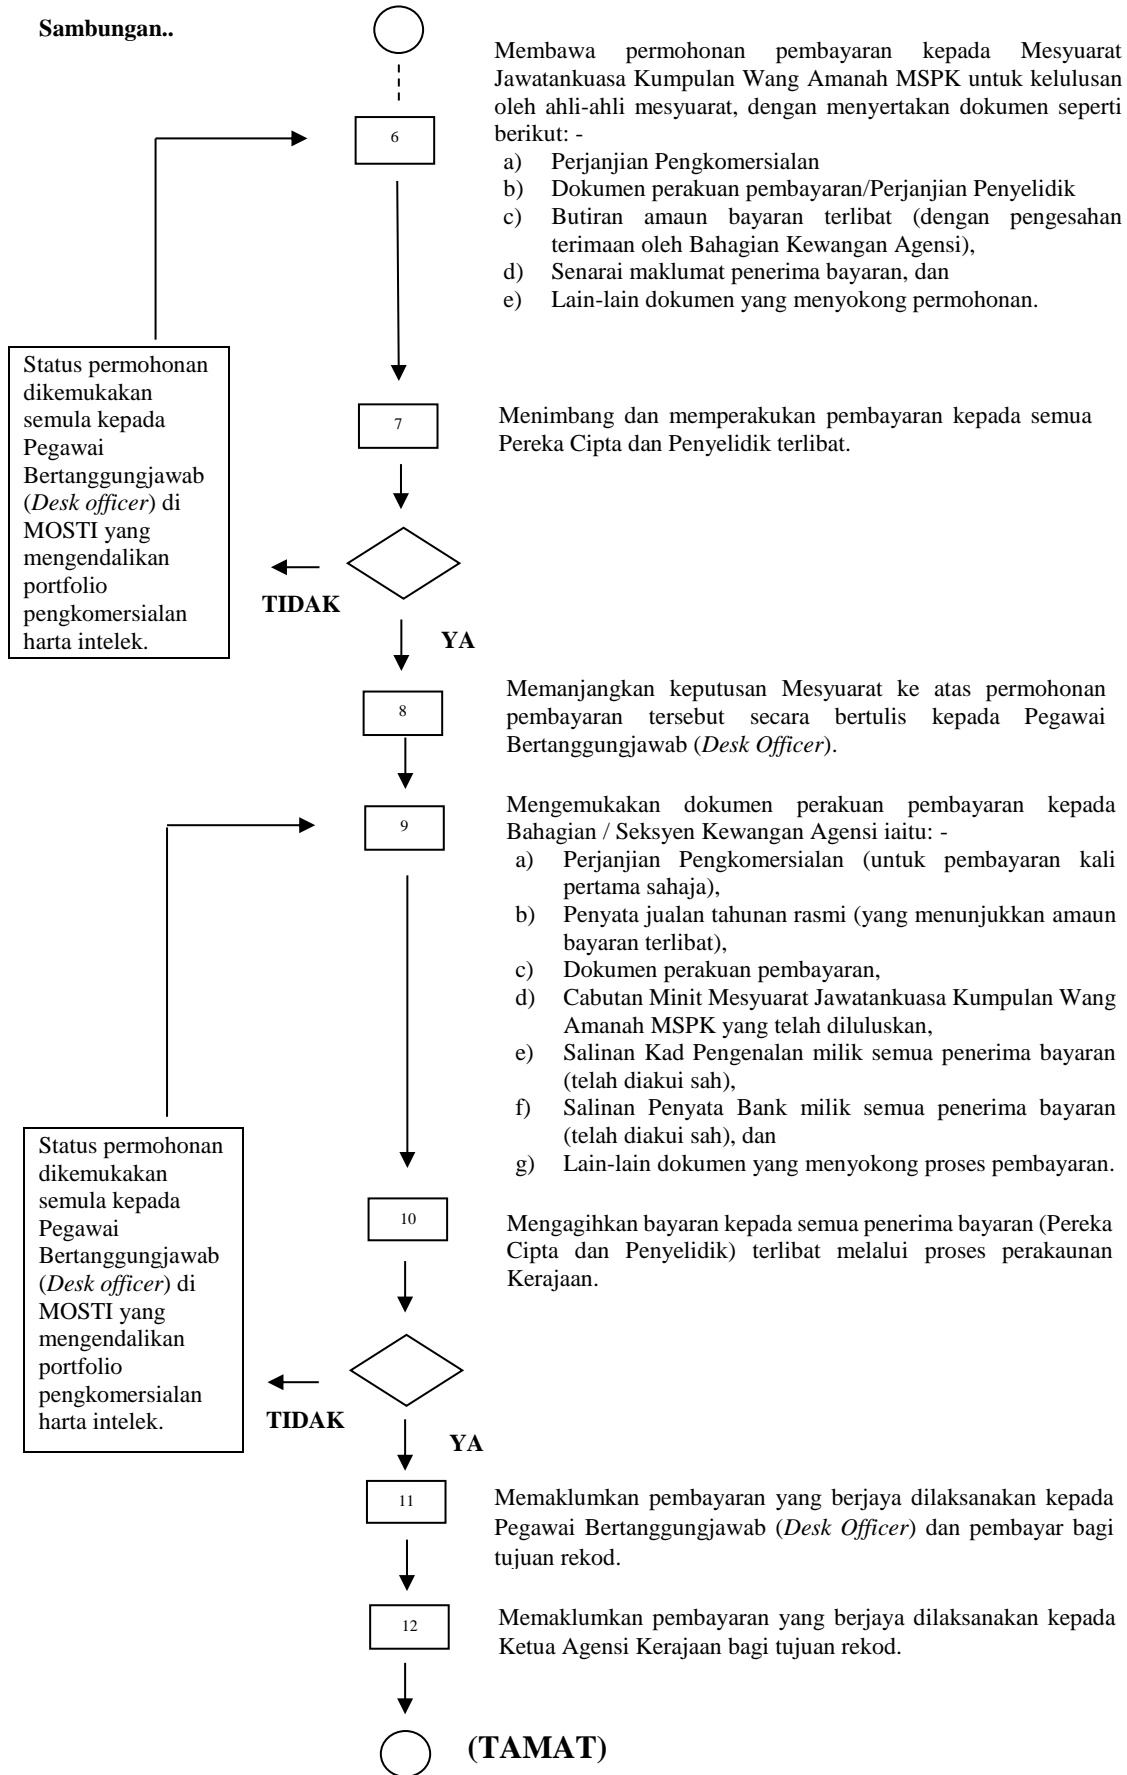 Sambungan..
Membawa permohonan pembayaran kepada Mesyuarat
Jawatankuasa Kumpulan Wang Amanah MSPK untuk kelulusan
oleh ahli-ahli mesyuarat, dengan menyertakan dokumen seperti
berikut: -
a) Perjanjian Pengkomersialan
b) Dokumen perakuan pembayaran/Perjanjian Penyelidik
c) Butiran amaun bayaran terlibat (dengan pengesahan
terimaan oleh Bahagian Kewangan Agensi),
d) Senarai maklumat penerima bayaran, dan
e) Lain-lain dokumen yang menyokong permohonan.
6
Status permohonan
dikemukakan
semula kepada
Pegawai
Bertanggungjawab
(Desk officer) di
MOSTI yang
mengendalikan
portfolio
pengkomersialan
harta intelek.
7
Menimbang dan memperakukan pembayaran kepada semua
Pereka Cipta dan Penyelidik terlibat.
TIDAK
YA
8
Memanjangkan keputusan Mesyuarat ke atas permohonan
pembayaran tersebut secara bertulis kepada Pegawai
Bertanggungjawab (Desk Officer).
9
Mengemukakan dokumen perakuan pembayaran kepada
Bahagian / Seksyen Kewangan Agensi iaitu: -
a) Perjanjian Pengkomersialan (untuk pembayaran kali
pertama sahaja),
b) Penyata jualan tahunan rasmi (yang menunjukkan amaun
bayaran terlibat),
c) Dokumen perakuan pembayaran,
d) Cabutan Minit Mesyuarat Jawatankuasa Kumpulan Wang
Amanah MSPK yang telah diluluskan,
e) Salinan Kad Pengenalan milik semua penerima bayaran
(telah diakui sah),
f) Salinan Penyata Bank milik semua penerima bayaran
(telah diakui sah), dan
g) Lain-lain dokumen yang menyokong proses pembayaran.
Status permohonan
dikemukakan
semula kepada
Pegawai
Bertanggungjawab
(Desk officer) di
MOSTI yang
mengendalikan
portfolio
pengkomersialan
harta intelek.
10
Mengagihkan bayaran kepada semua penerima bayaran (Pereka
Cipta dan Penyelidik) terlibat melalui proses perakaunan
Kerajaan.
TIDAK
YA
11
Memaklumkan pembayaran yang berjaya dilaksanakan kepada
Pegawai Bertanggungjawab (Desk Officer) dan pembayar bagi
tujuan rekod.
12
Memaklumkan pembayaran yang berjaya dilaksanakan kepada
Ketua Agensi Kerajaan bagi tujuan rekod.
(TAMAT)